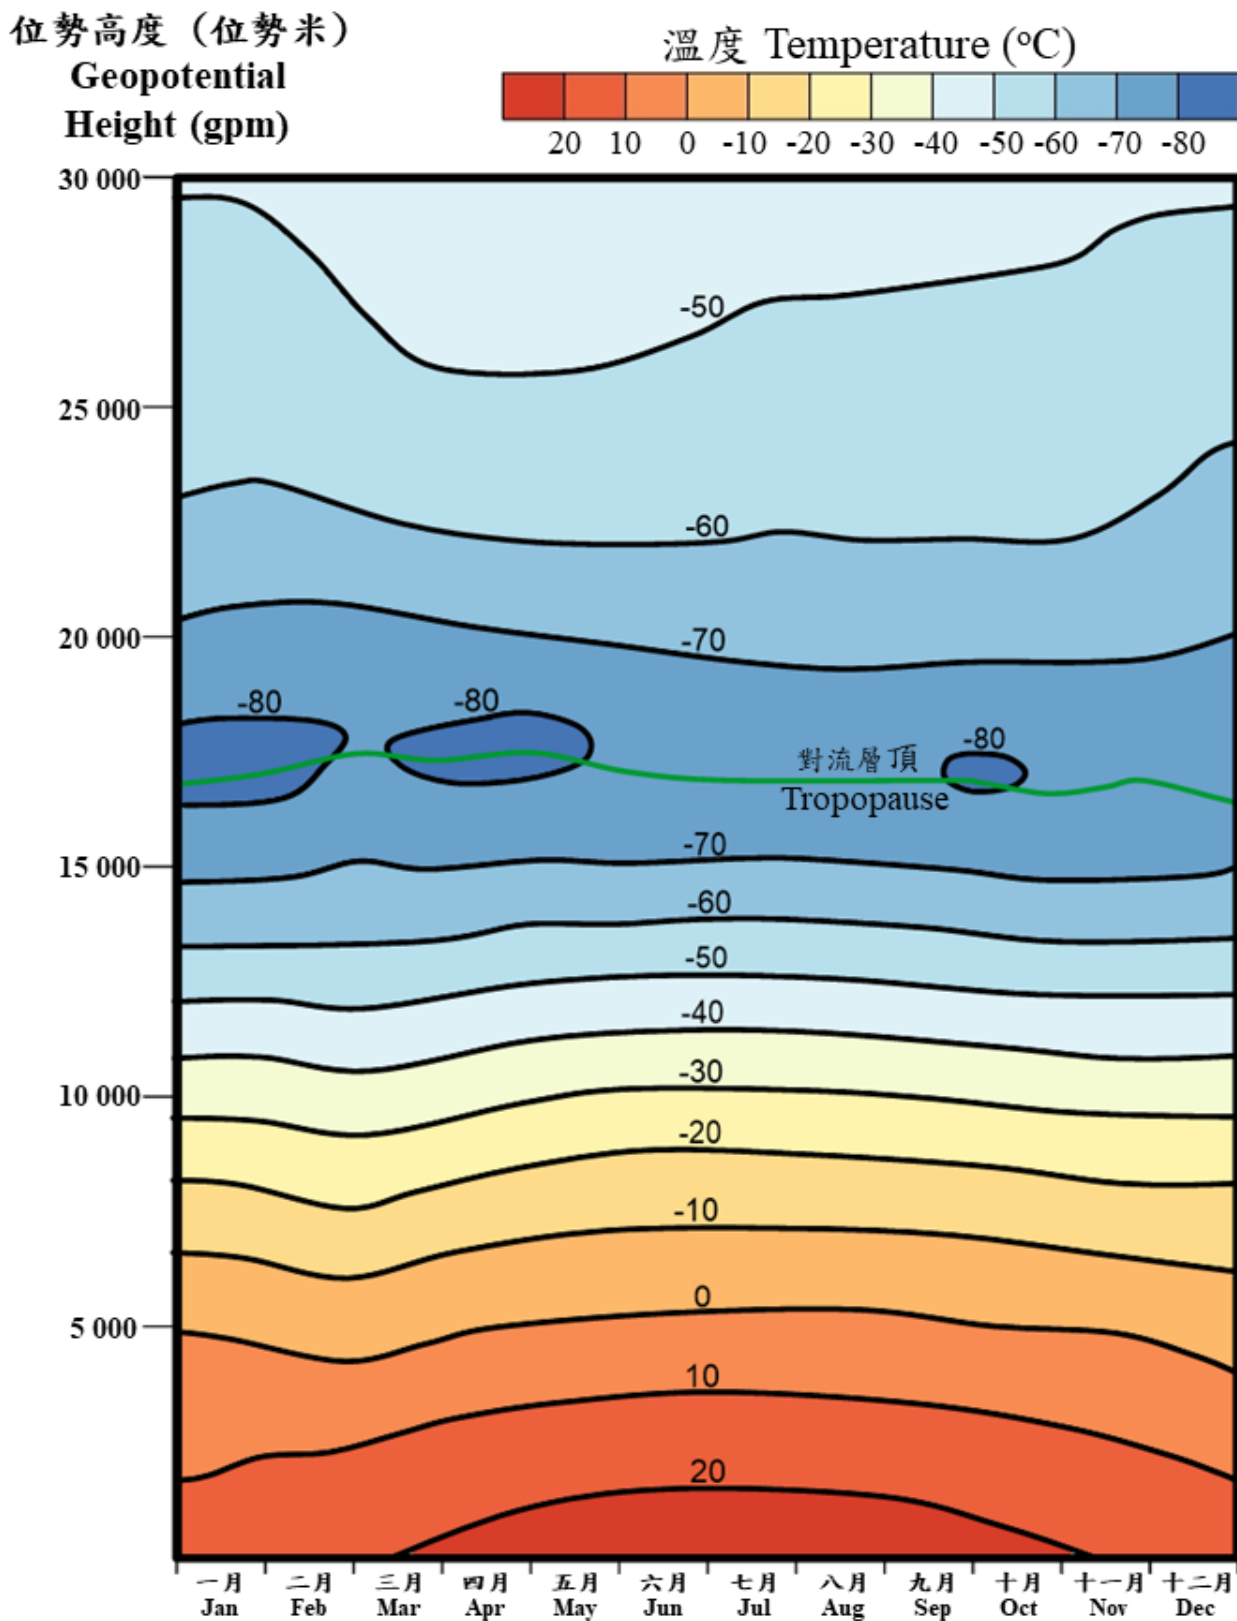 位勢高度（位勢米）
Geopotential
Height (gpm)
溫度 Temperature (°C)
20 10 0 -10 -20 -30 -40 -50 -60 -70 -80
30 000
25 000
20 000
15 000
10 000
5 000
-50
-60
-70
-80
-80
-80
對流層頂
Tropopause
-70
-60
-50
-40
-30
-20
-10
0
10
20
一月 二月 三月 四月 五月 六月 七月 八月 九月 十月 十一月 十二月
Jan Feb Mar Apr May Jun Jul Aug Sep Oct Nov Dec